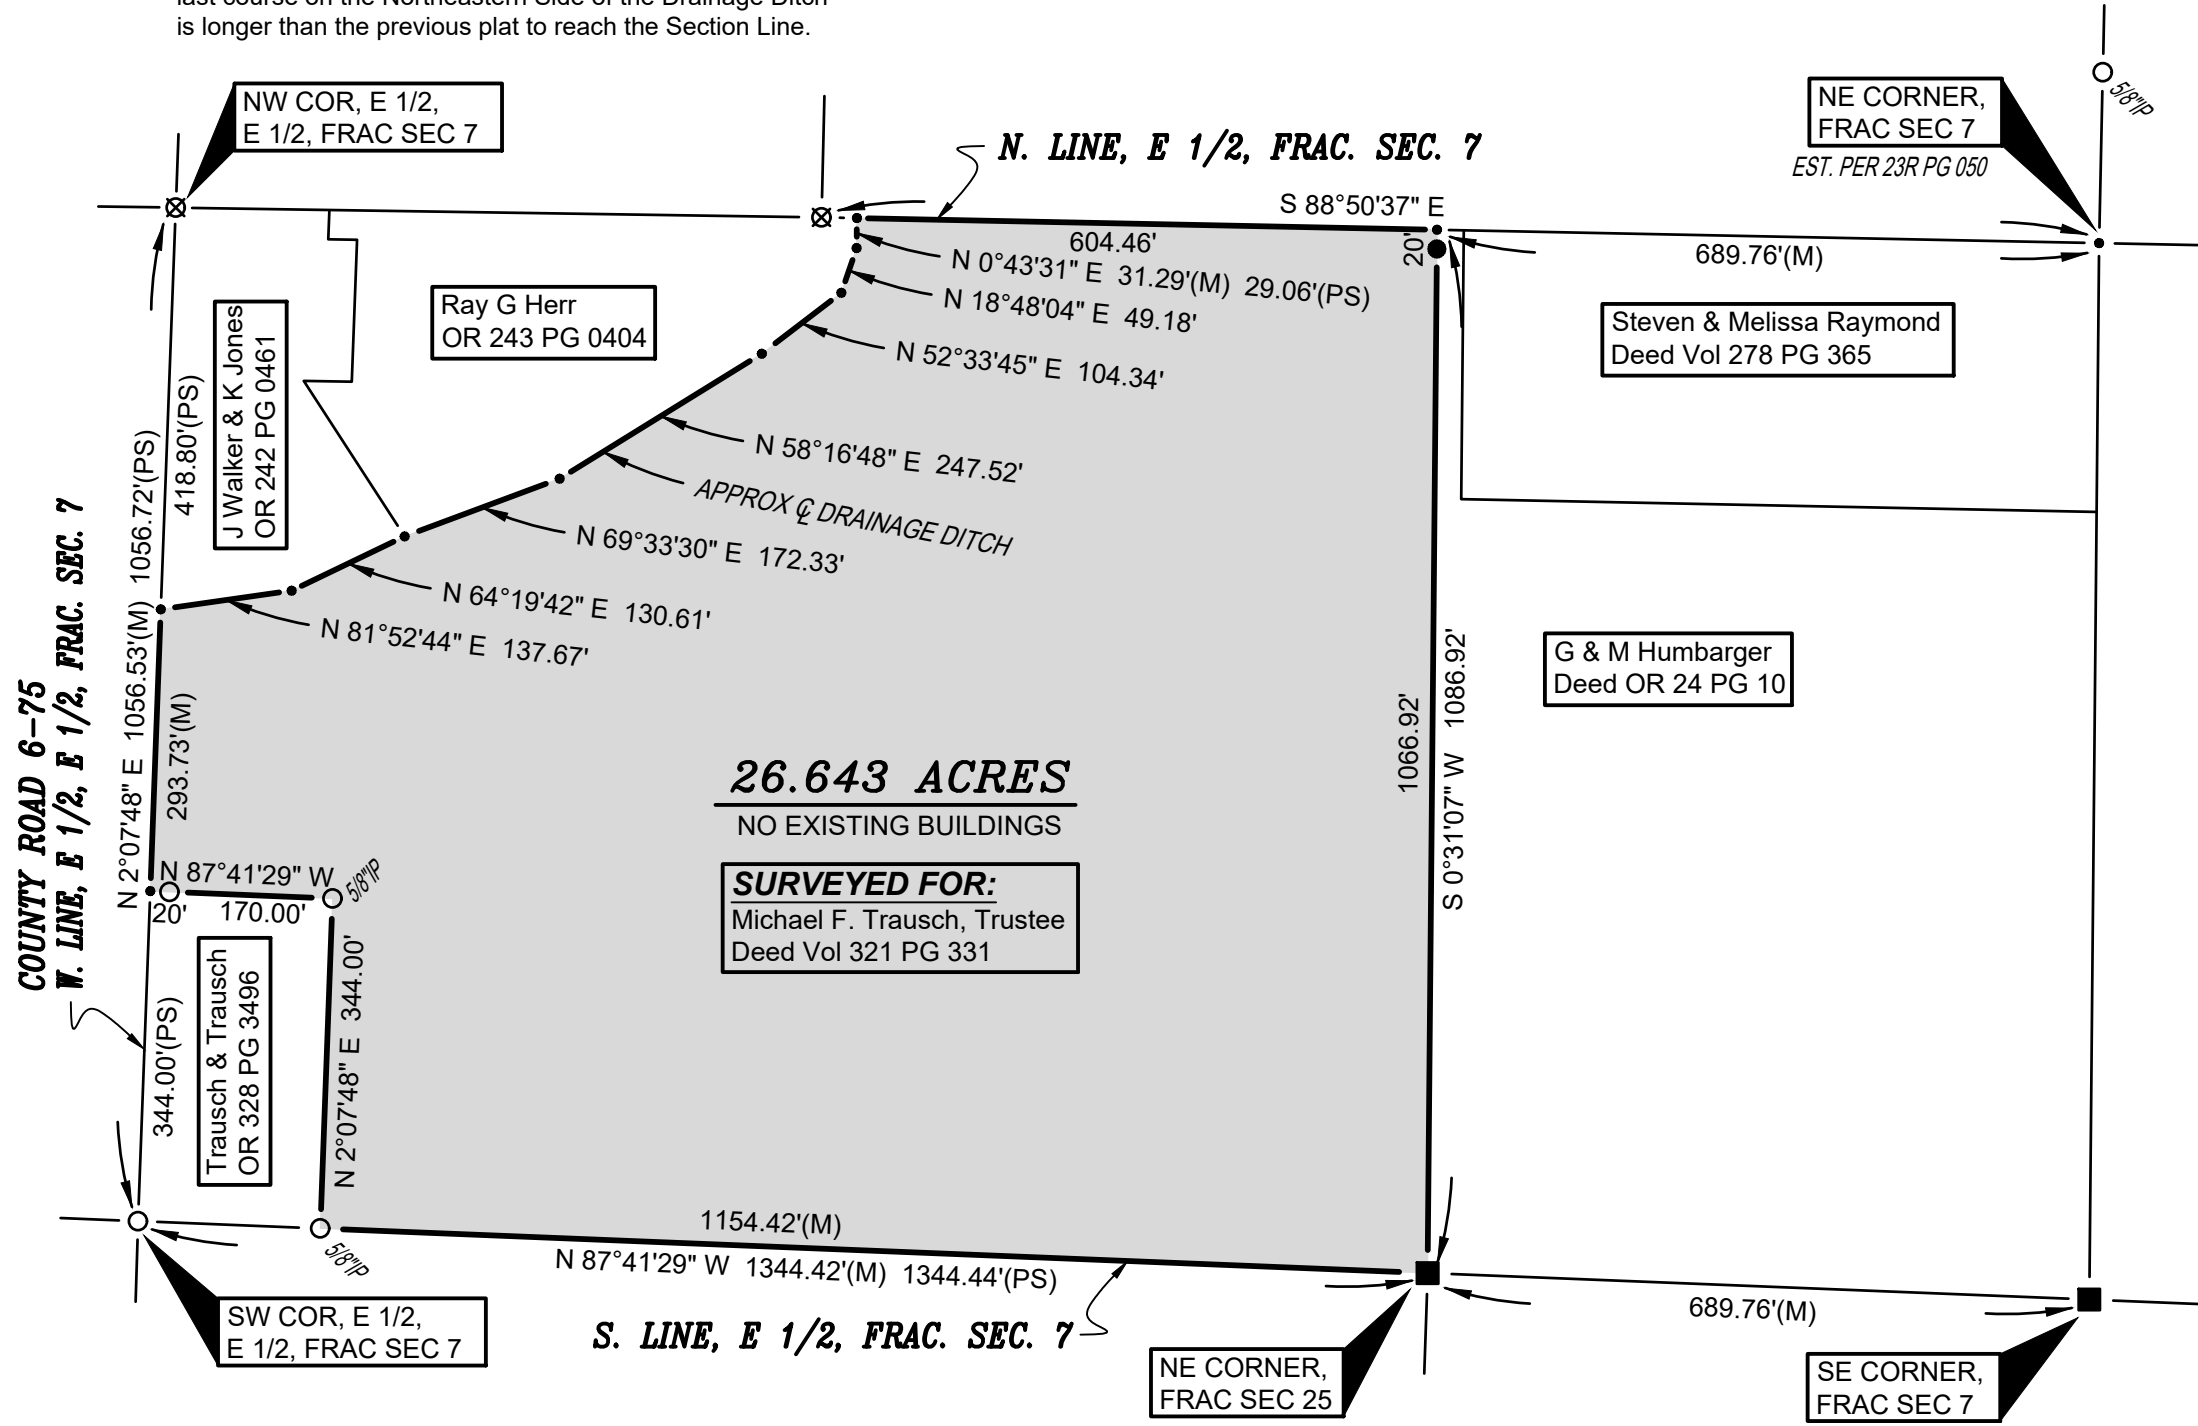 last course on the Northeastern Side of the Drainage Ditch
is longer than the previous plat to reach the Section Line.
NW COR, E 1/2,
E 1/2, FRAC SEC 7
N. LINE, E 1/2, FRAC. SEC. 7
NE CORNER,
FRAC SEC 7
EST. PER 23R PG 050
5/8"IP
S 88°50'37" E
604.46'
20'
689.76'(M)
N 0°43'31" E 31.29'(M) 29.06'(PS)
N 18°48'04" E 49.18'
N 52°33'45" E 104.34'
N 58°16'48" E 247.52'
APPROX ℄ DRAINAGE DITCH
N 69°33'30" E 172.33'
N 64°19'42" E 130.61'
N 81°52'44" E 137.67'
Ray G Herr
OR 243 PG 0404
J Walker & K Jones
OR 242 PG 0461
418.80'(PS)
Steven & Melissa Raymond
Deed Vol 278 PG 365
G & M Humbarger
Deed OR 24 PG 10
COUNTY ROAD 6-75
W. LINE, E 1/2, E 1/2, FRAC. SEC. 7
N 2°07'48" E 1056.53'(M) 1056.72'(PS)
293.73'(M)
1066.92'
S 0°31'07" W 1086.92'
26.643 ACRES
NO EXISTING BUILDINGS
SURVEYED FOR:
Michael F. Trausch, Trustee
Deed Vol 321 PG 331
N 87°41'29" W
20'
170.00'
5/8"IP
344.00'(PS)
Trausch & Trausch
OR 328 PG 3496
N 2°07'48" E 344.00'
5/8"IP
1154.42'(M)
N 87°41'29" W 1344.42'(M) 1344.44'(PS)
S. LINE, E 1/2, FRAC. SEC. 7
689.76'(M)
SW COR, E 1/2,
E 1/2, FRAC SEC 7
NE CORNER,
FRAC SEC 25
SE CORNER,
FRAC SEC 7